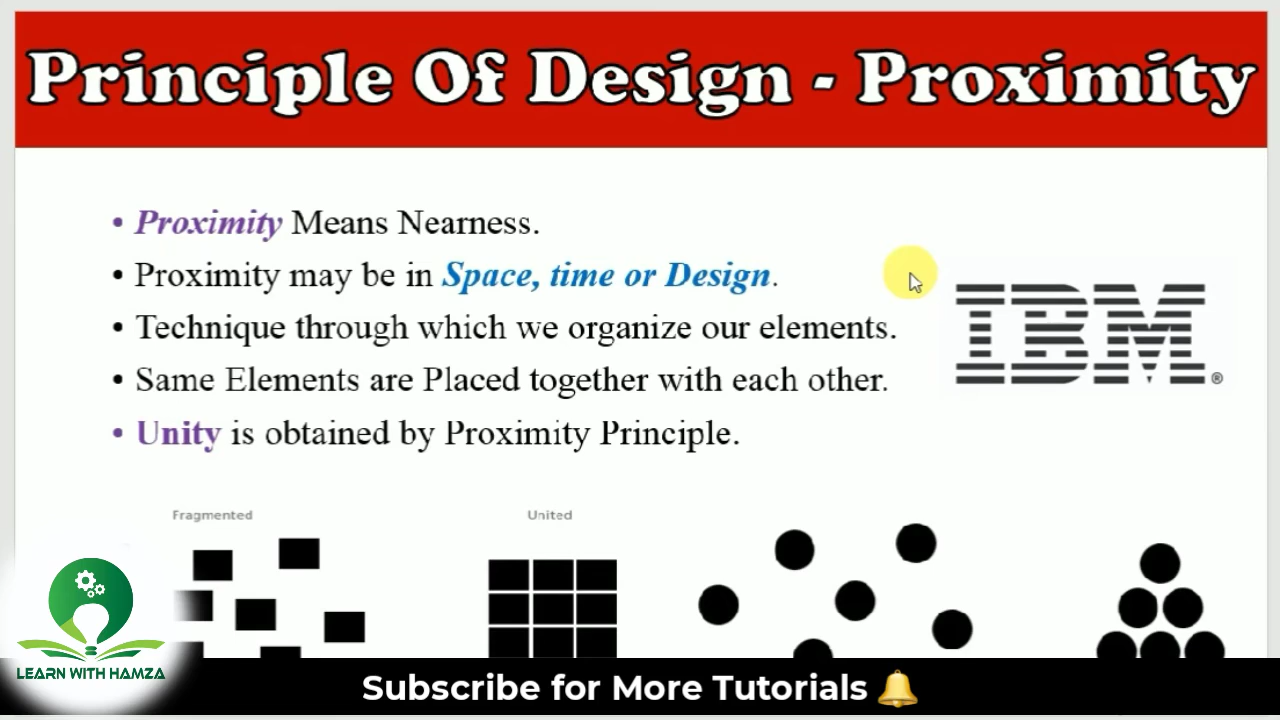 Principle Of Design - Proximity
• Proximity Means Nearness.
• Proximity may be in Space, time or Design.
• Technique through which we organize our elements.
• Same Elements are Placed together with each other.
• Unity is obtained by Proximity Principle.
IBM®
Fragmented
United
LEARN WITH HAMZA
Subscribe for More Tutorials 🔔